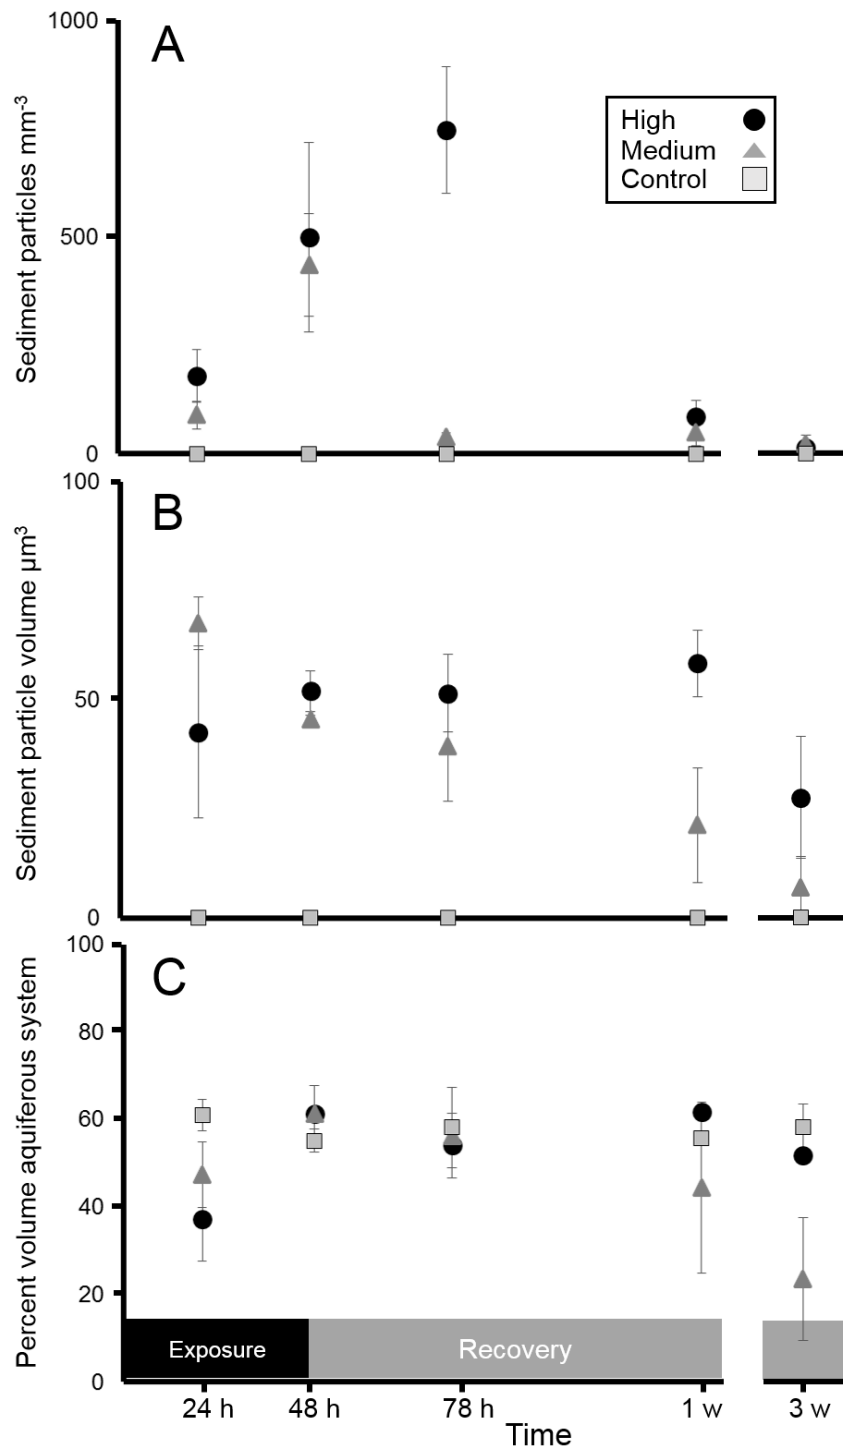 A
1000
500
0
Sediment particles mm⁻³
High
Medium
Control
B
100
50
0
Sediment particle volume µm³
C
100
80
60
40
20
0
Percent volume aquiferous system
Exposure
Recovery
24 h
48 h
78 h
1 w
3 w
Time